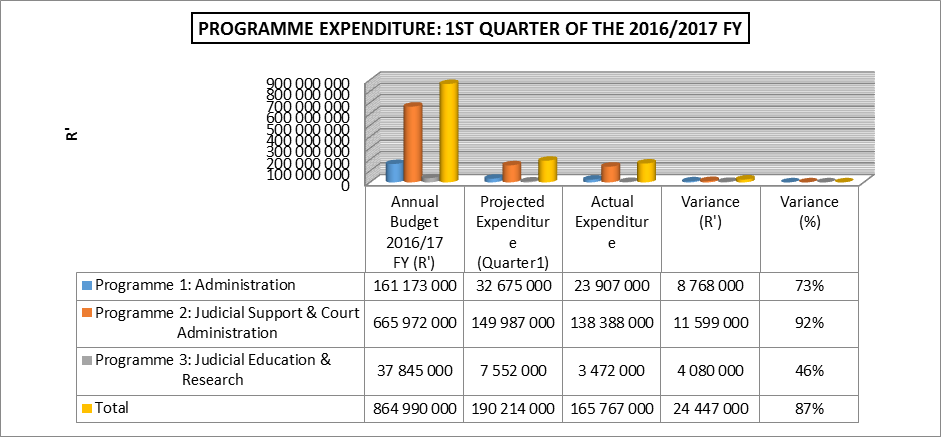 PROGRAMME EXPENDITURE: 1ST QUARTER OF THE 2016/2017 FY
R'
900 000 000
800 000 000
700 000 000
600 000 000
500 000 000
400 000 000
300 000 000
200 000 000
100 000 000
0
Annual
Budget
2016/17
FY (R')
Projected
Expenditur
e
(Quarter1)
Actual
Expenditur
e
Variance
(R')
Variance
(%)
Programme 1: Administration 161 173 000 32 675 000 23 907 000 8 768 000 73%
Programme 2: Judicial Support & Court
Administration
665 972 000 149 987 000 138 388 000 11 599 000 92%
Programme 3: Judicial Education &
Research
37 845 000 7 552 000 3 472 000 4 080 000 46%
Total 864 990 000 190 214 000 165 767 000 24 447 000 87%